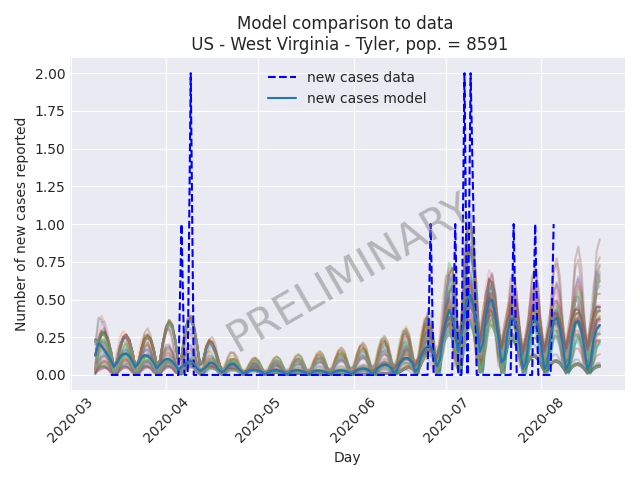 Model comparison to data
US - West Virginia - Tyler, pop. = 8591
new cases data
new cases model
2.00
1.75
1.50
1.25
1.00
0.75
0.50
0.25
0.00
Number of new cases reported
PRELIMINARY
2020-03
2020-04
2020-05
2020-06
2020-07
2020-08
Day